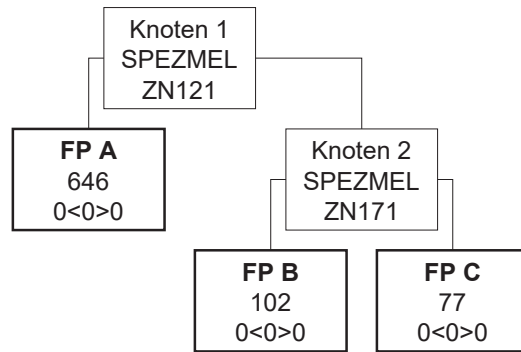 Knoten 1
SPEZMEL
ZN121
FP A
646
0<0>0
Knoten 2
SPEZMEL
ZN171
FP B
102
0<0>0
FP C
77
0<0>0